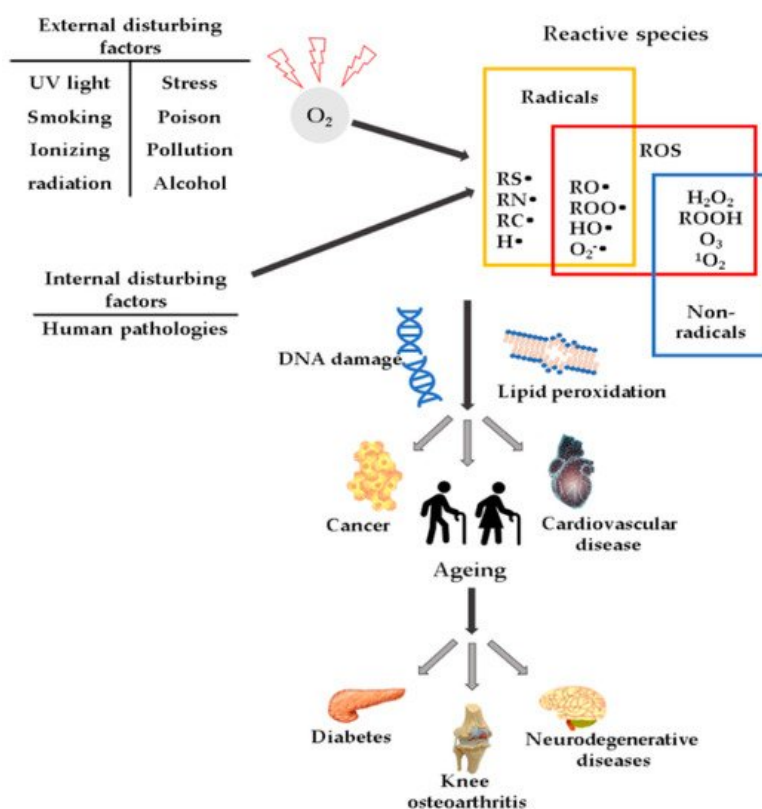 External disturbing
factors
UV light Stress
Smoking Poison
Ionizing Pollution
radiation Alcohol
O₂
Reactive species
Radicals
ROS
RS•
RN•
RC•
H•
RO•
ROO•
HO•
O₂⁻•
H₂O₂
ROOH
O₃
¹O₂
Non-
radicals
Internal disturbing
factors
Human pathologies
DNA damage
Lipid peroxidation
Cancer
Cardiovascular
disease
Ageing
Diabetes
Knee
osteoarthritis
Neurodegenerative
diseases